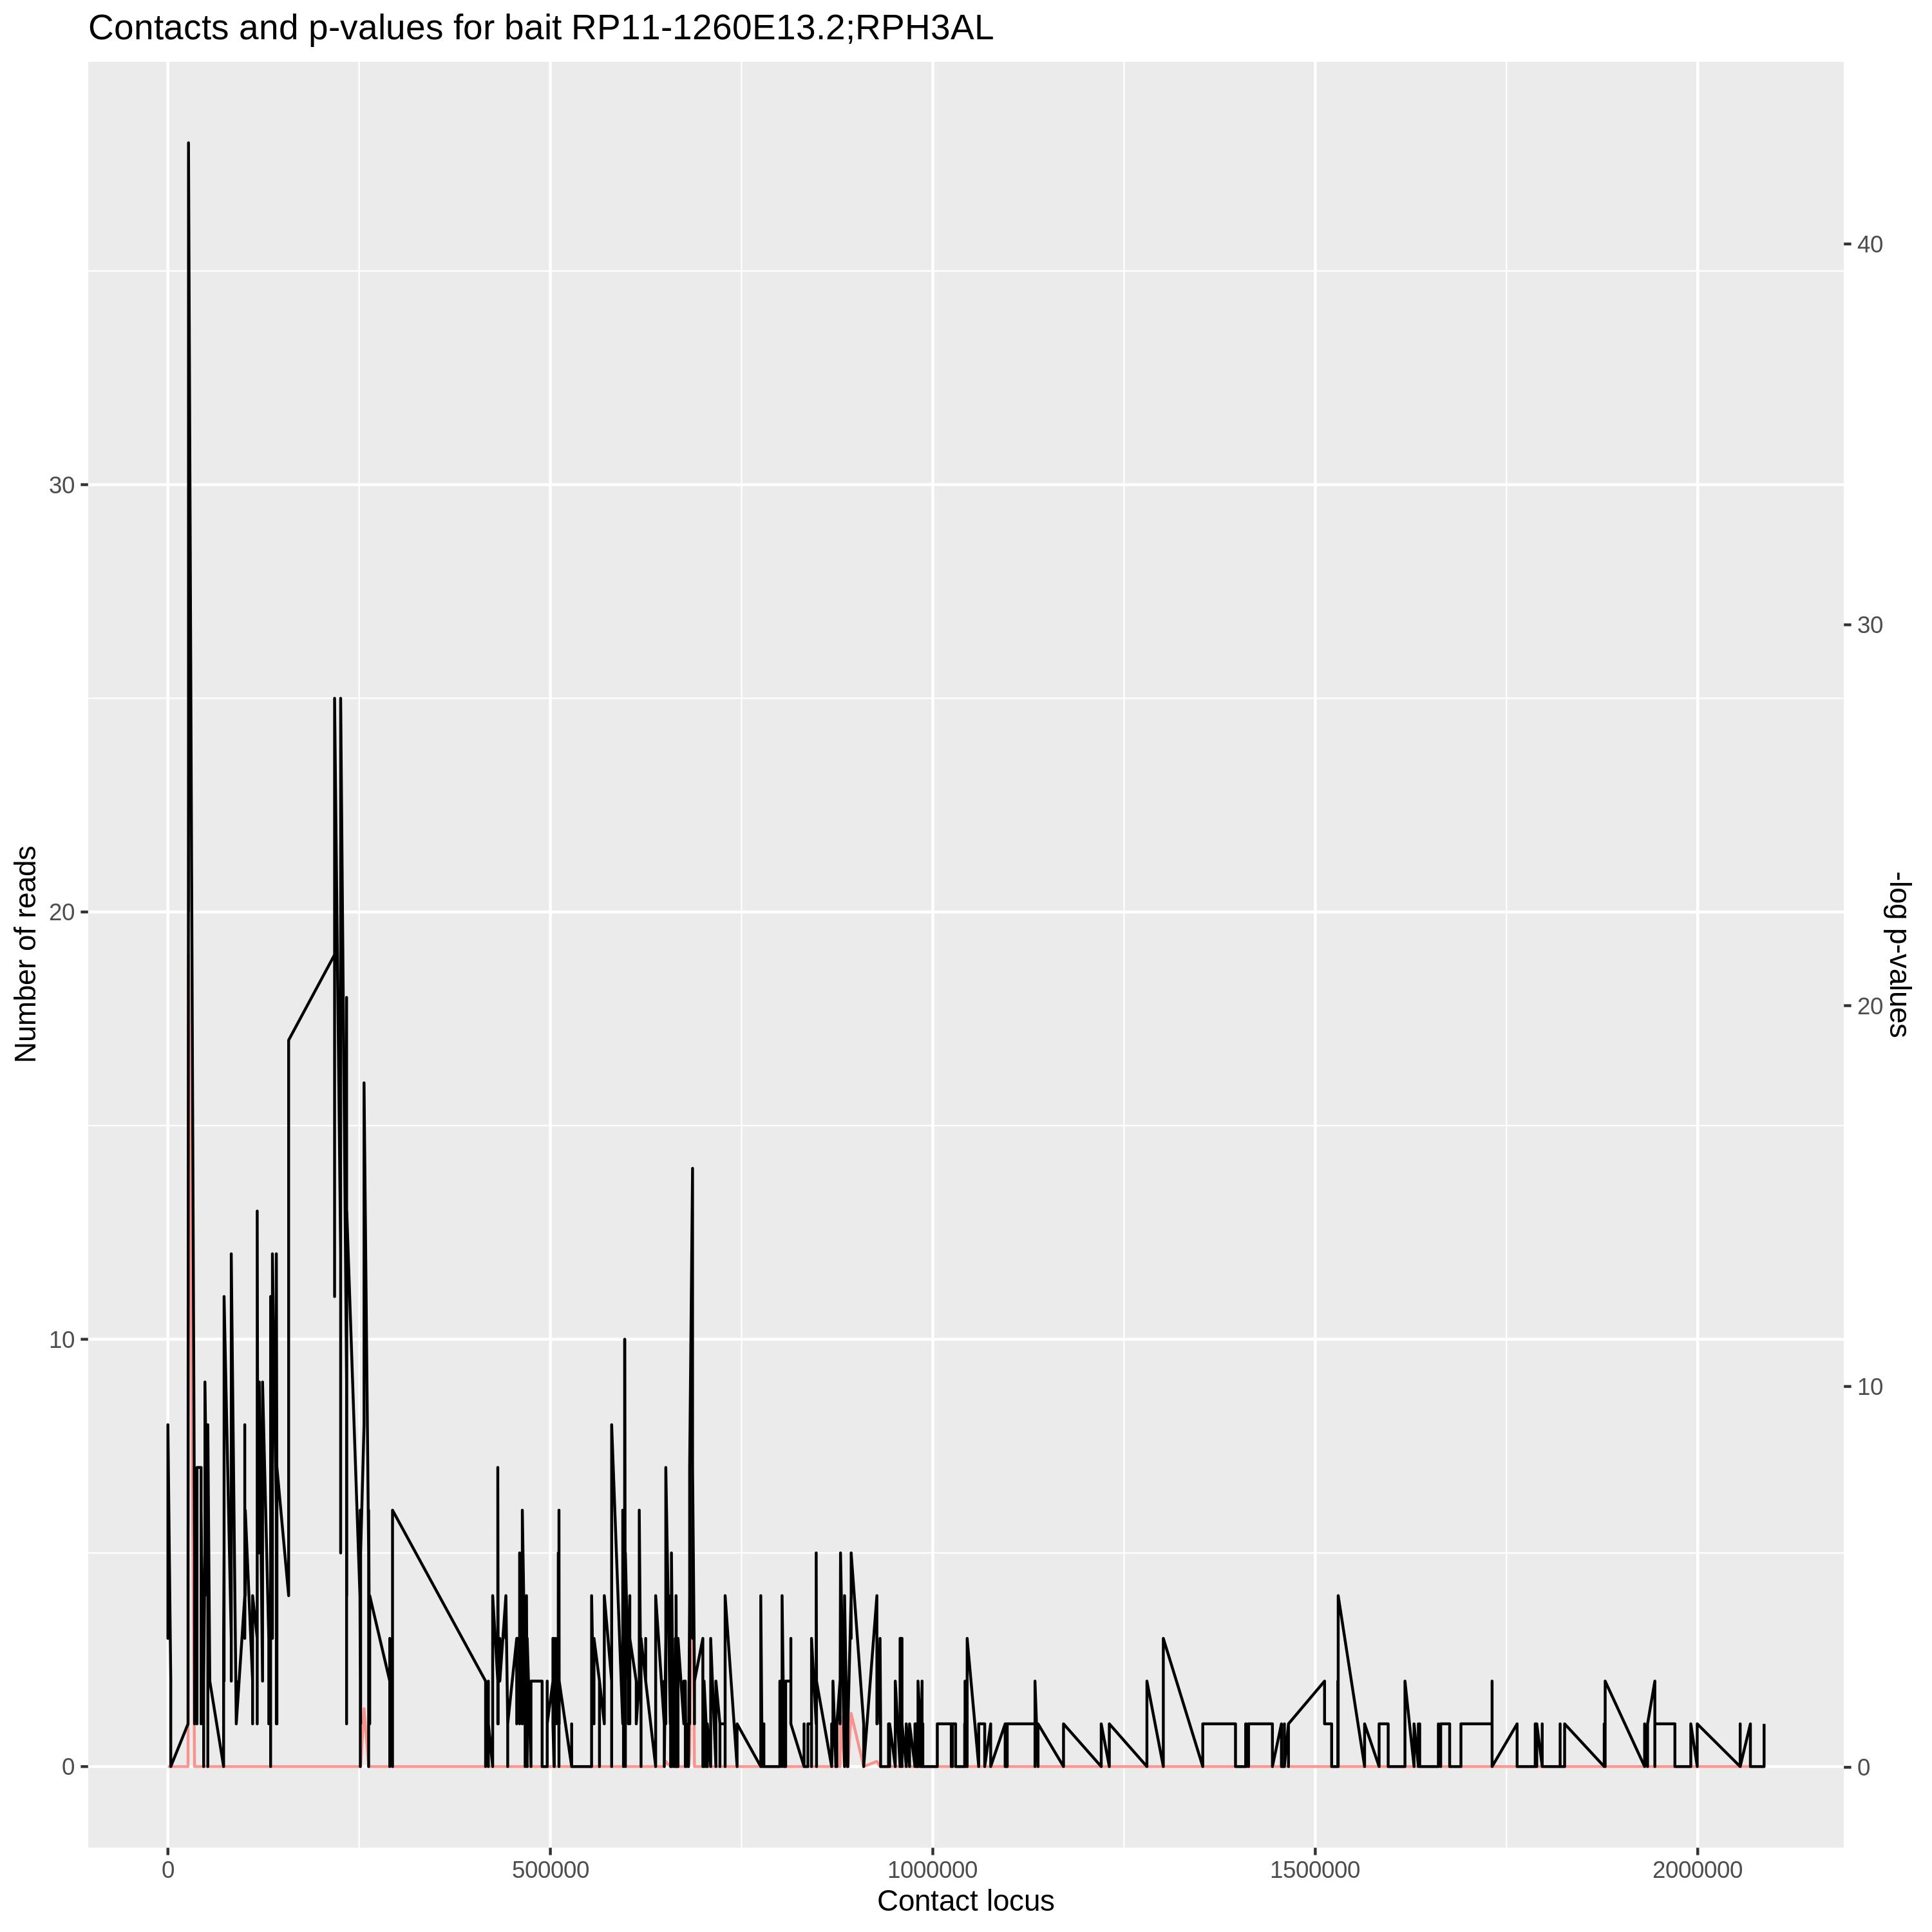 Contacts and p-values for bait RP11-1260E13.2;RPH3AL
Number of reads
30
20
10
0
40
30
20
10
0
-log p-values
0 500000 1000000 1500000 2000000
Contact locus